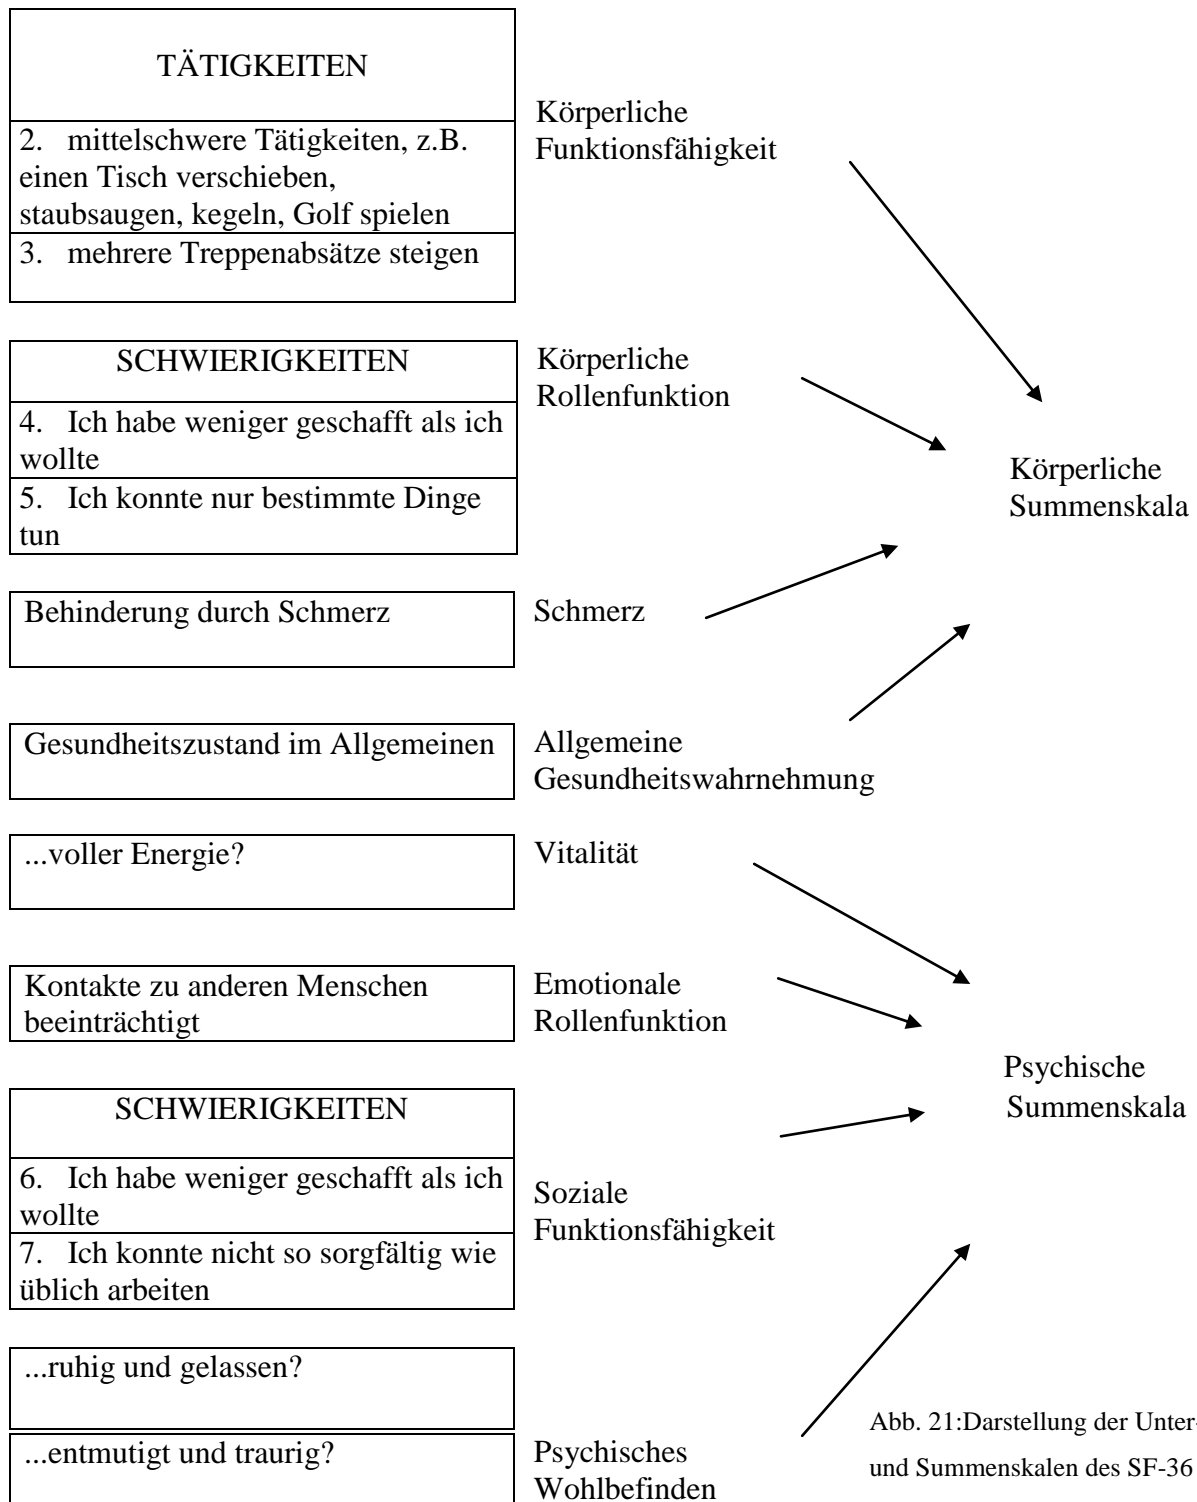 TÄTIGKEITEN
Körperliche
Funktionsfähigkeit
2. mittelschwere Tätigkeiten, z.B.
einen Tisch verschieben,
staubsaugen, kegeln, Golf spielen
3. mehrere Treppenabsätze steigen
SCHWIERIGKEITEN
Körperliche
Rollenfunktion
4. Ich habe weniger geschafft als ich
wollte
5. Ich konnte nur bestimmte Dinge
tun
Körperliche
Summenskala
Behinderung durch Schmerz
Schmerz
Gesundheitszustand im Allgemeinen
Allgemeine
Gesundheitswahrnehmung
...voller Energie?
Vitalität
Kontakte zu anderen Menschen
beeinträchtigt
Emotionale
Rollenfunktion
Psychische
Summenskala
SCHWIERIGKEITEN
6. Ich habe weniger geschafft als ich
wollte
7. Ich konnte nicht so sorgfältig wie
üblich arbeiten
Soziale
Funktionsfähigkeit
...ruhig und gelassen?
...entmutigt und traurig?
Psychisches
Wohlbefinden
Abb. 21:Darstellung der Unter-
und Summenskalen des SF-36